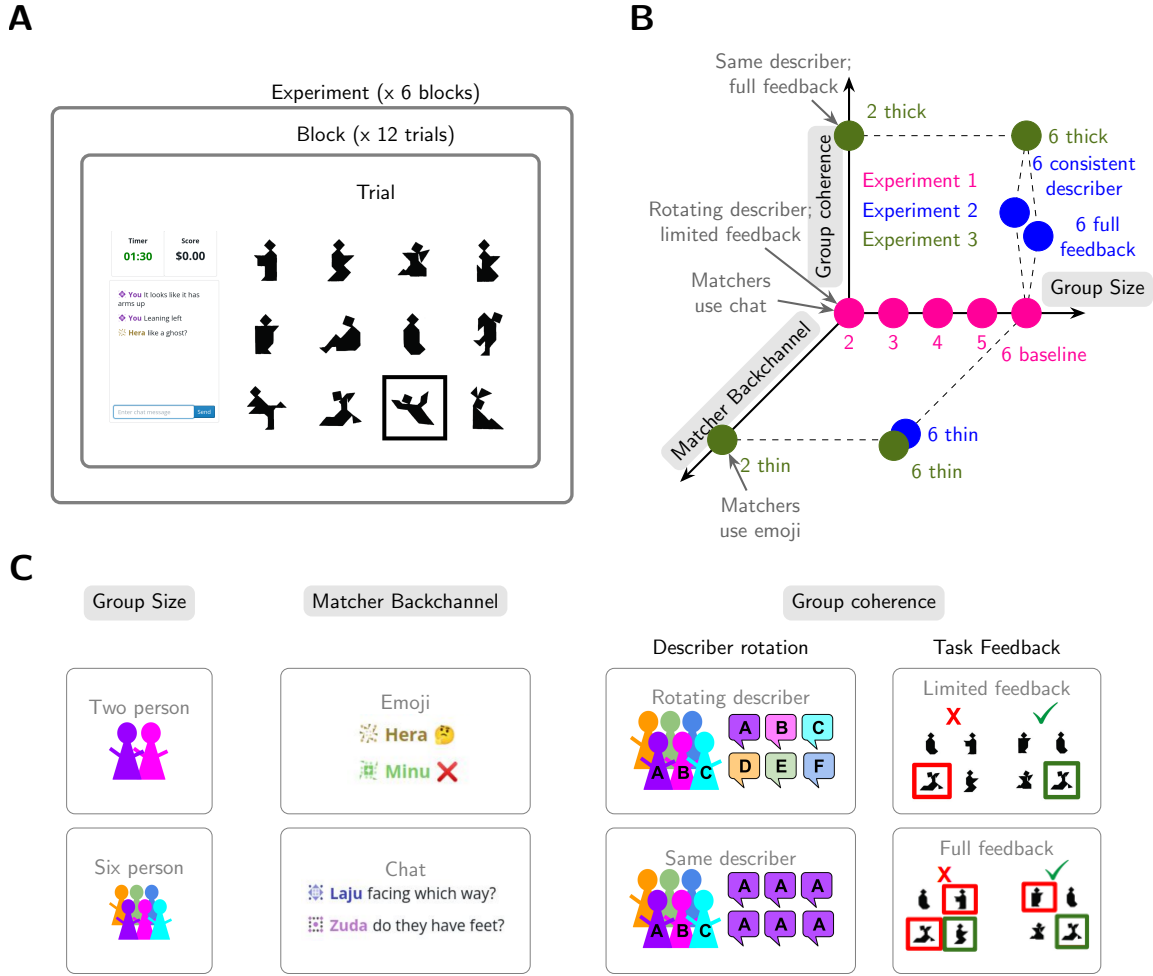 A
Experiment (x 6 blocks)
Block (x 12 trials)
Trial
Timer
01:30
Score
$0.00
You It looks like it has
arms up
You Leaning left
Hera like a ghost?
Enter chat message
Send
B
Same describer;
full feedback
2 thick
6 thick
Group coherence
Experiment 1
Experiment 2
Experiment 3
6 consistent
describer
6 full
feedback
Rotating describer;
limited feedback
Matchers
use chat
Group Size
2
3
4
5
6 baseline
Matcher Backchannel
2 thin
6 thin
6 thin
Matchers
use emoji
C
Group Size
Matcher Backchannel
Group coherence
Describer rotation
Task Feedback
Two person
Emoji
Hera
Minu
Rotating describer
A B C
A B C
D E F
Limited feedback
X
Six person
Chat
Laju facing which way?
Zuda do they have feet?
Same describer
A B C
A A A
A A A
Full feedback
X